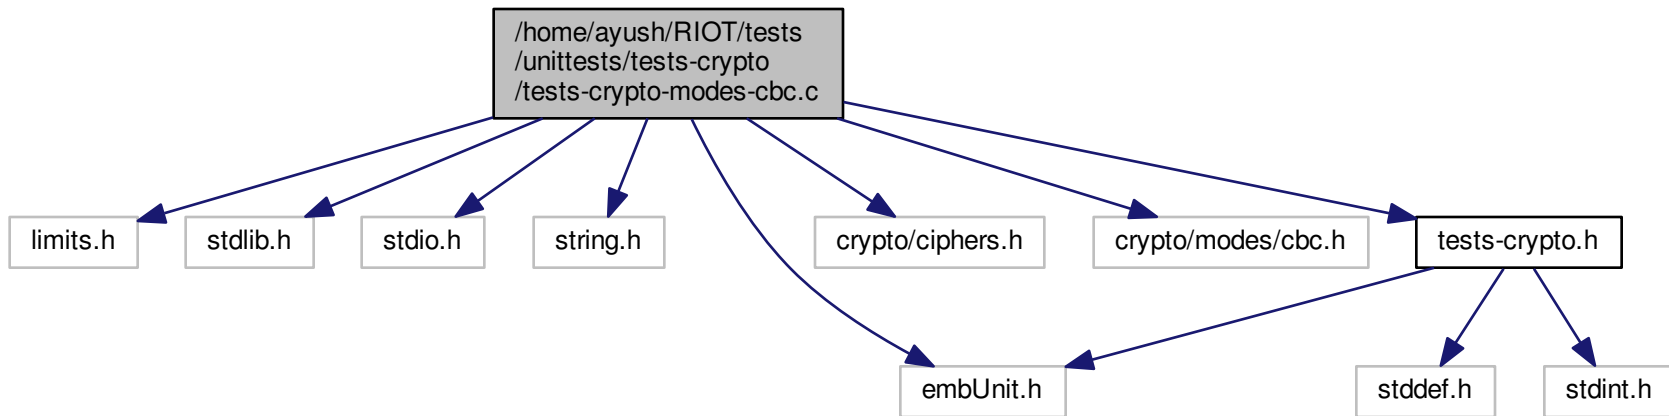 /home/ayush/RIOT/tests
/unittests/tests-crypto
/tests-crypto-modes-cbc.c
limits.h
stdlib.h
stdio.h
string.h
crypto/ciphers.h
crypto/modes/cbc.h
tests-crypto.h
embUnit.h
stddef.h
stdint.h